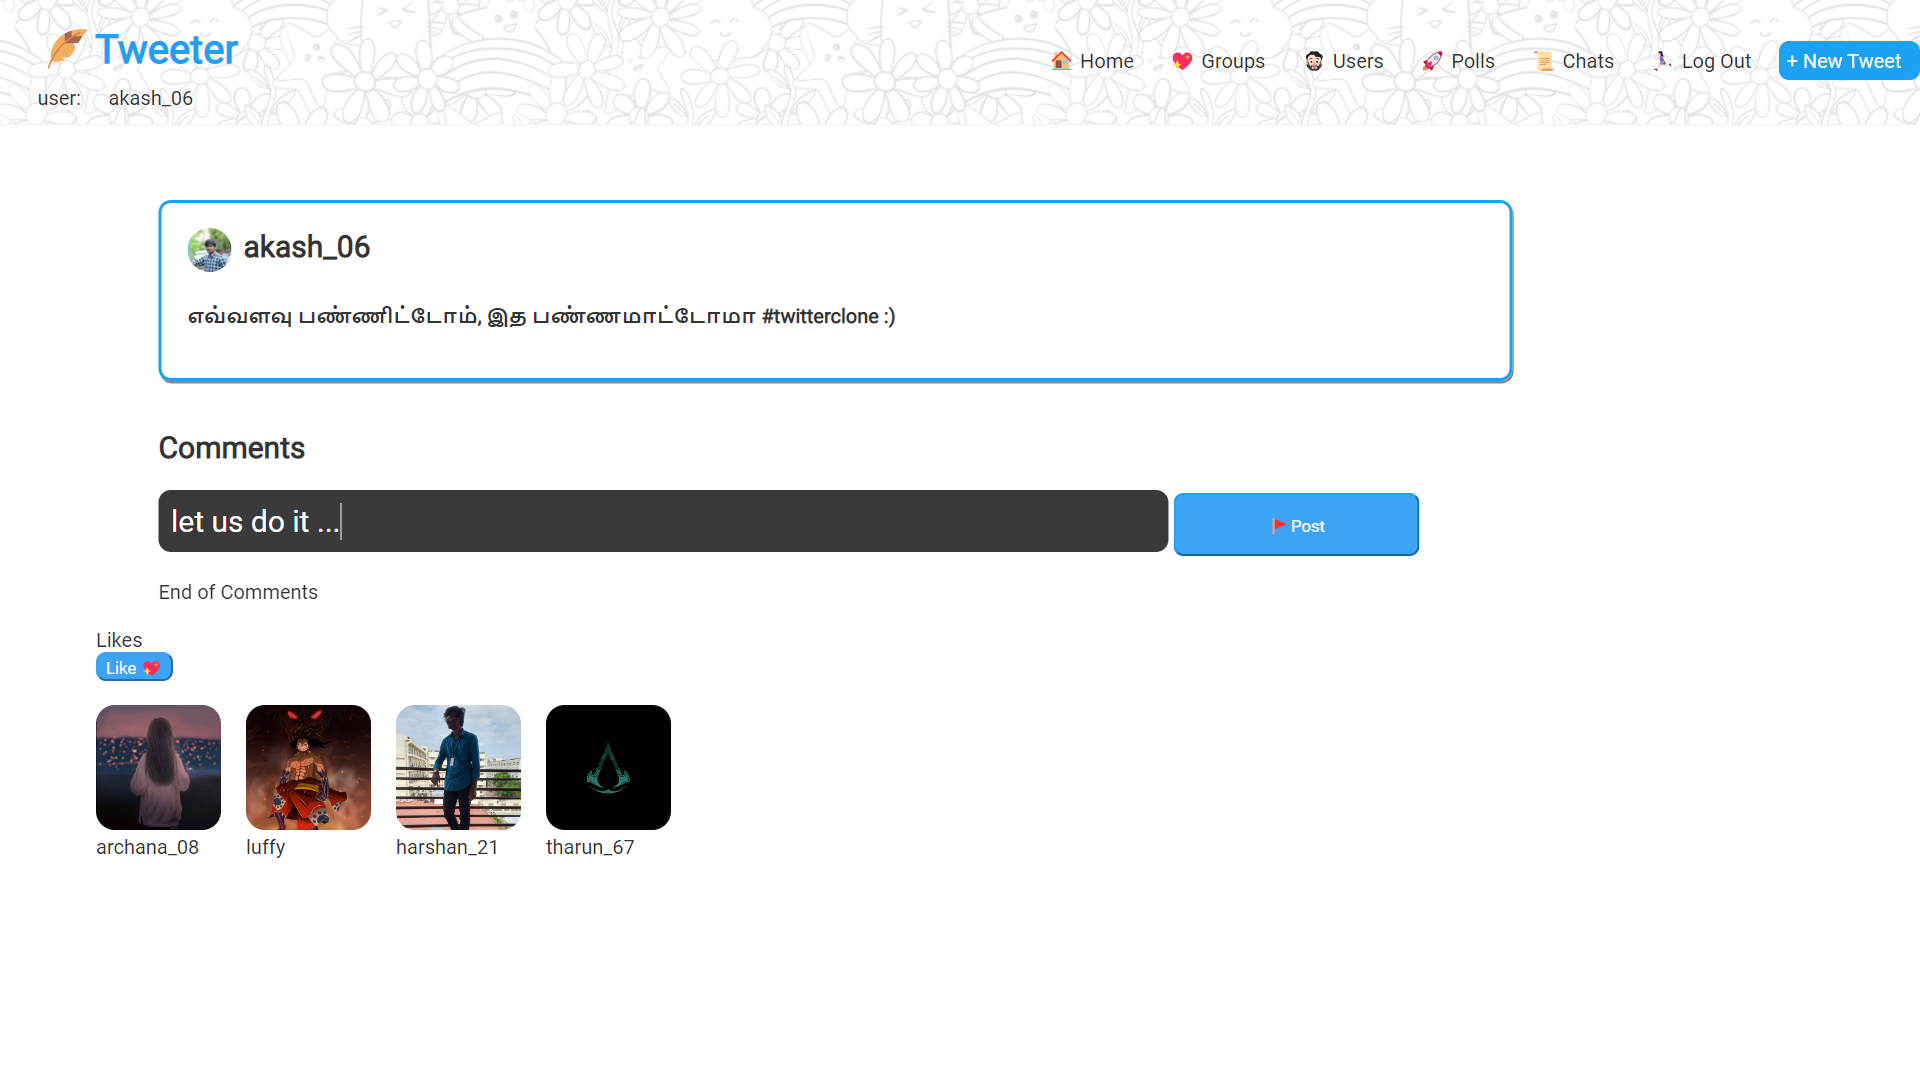 Tweeter
Home Groups Users Polls Chats Log Out + New Tweet
user: akash_06
akash_06
எவ்வளவு பண்ணிட்டோம், இத பண்ணமாட்டோமா #twitterclone :)
Comments
let us do it ...
Post
End of Comments
Likes
Like
archana_08 luffy harshan_21 tharun_67